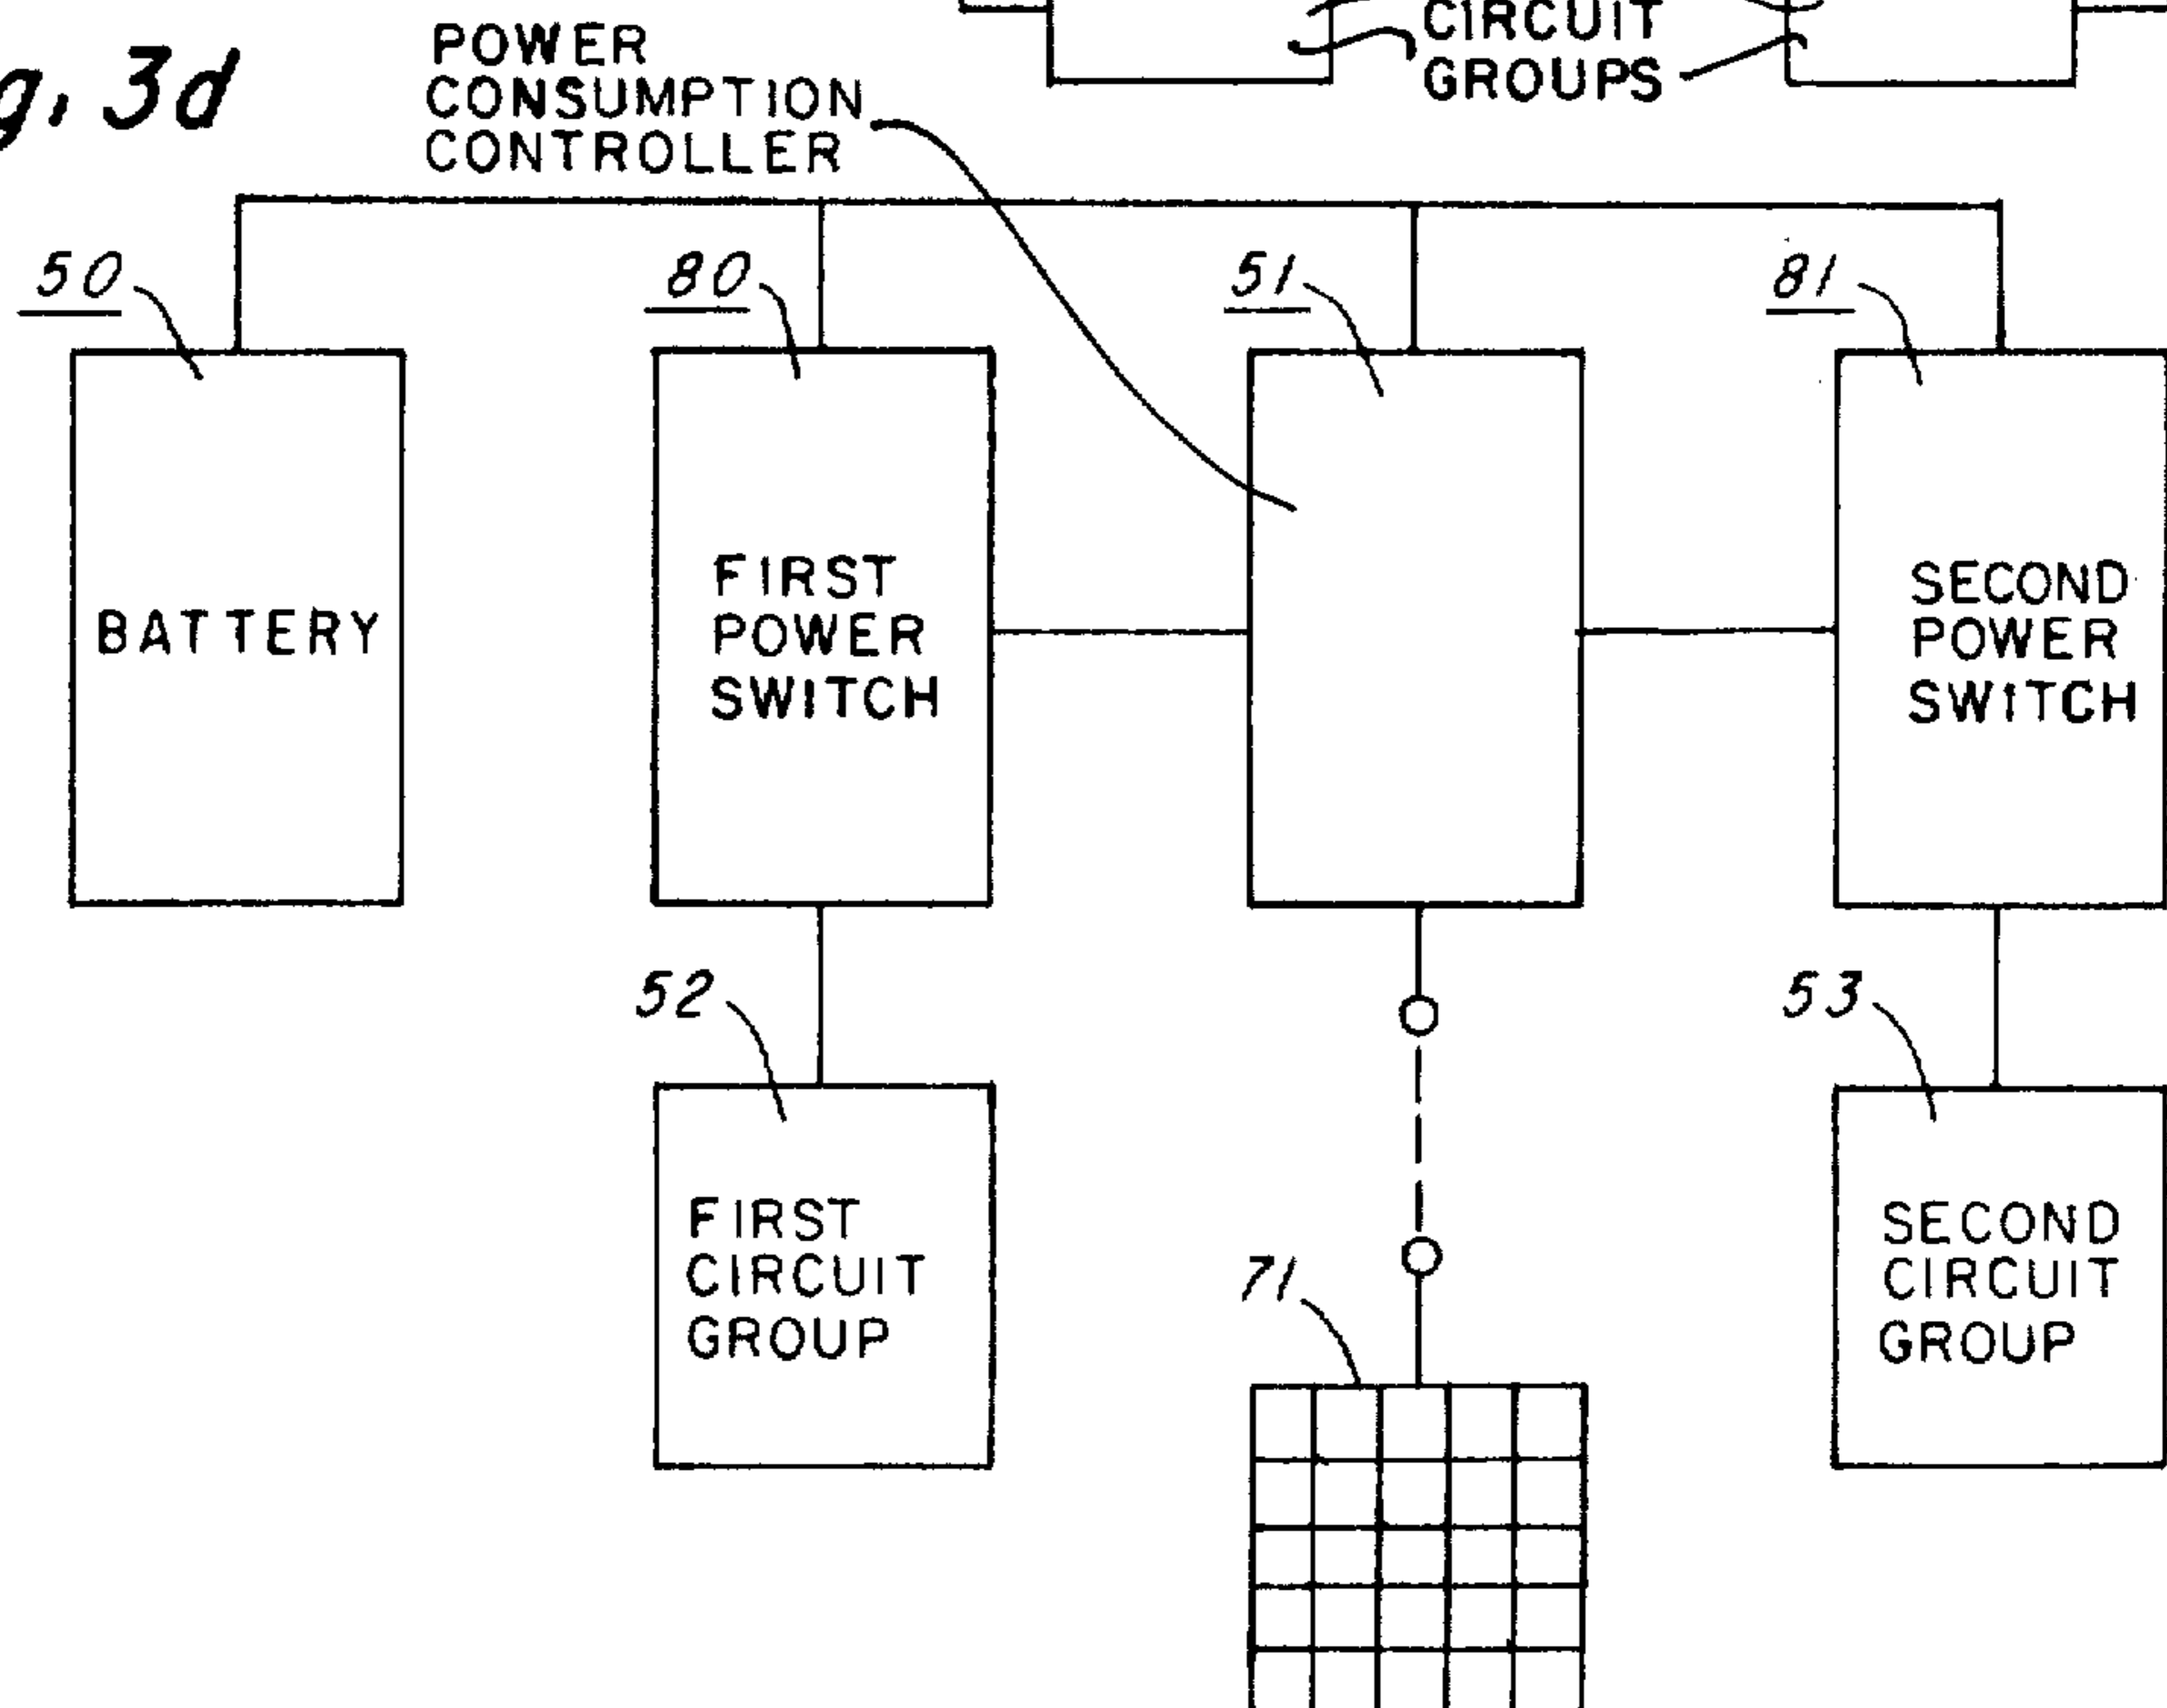 CIRCUIT
GROUPS
g. 3d
POWER
CONSUMPTION
CONTROLLER
50
80
51
81
BATTERY
FIRST
POWER
SWITCH
SECOND
POWER
SWITCH
52
53
FIRST
CIRCUIT
GROUP
71
SECOND
CIRCUIT
GROUP